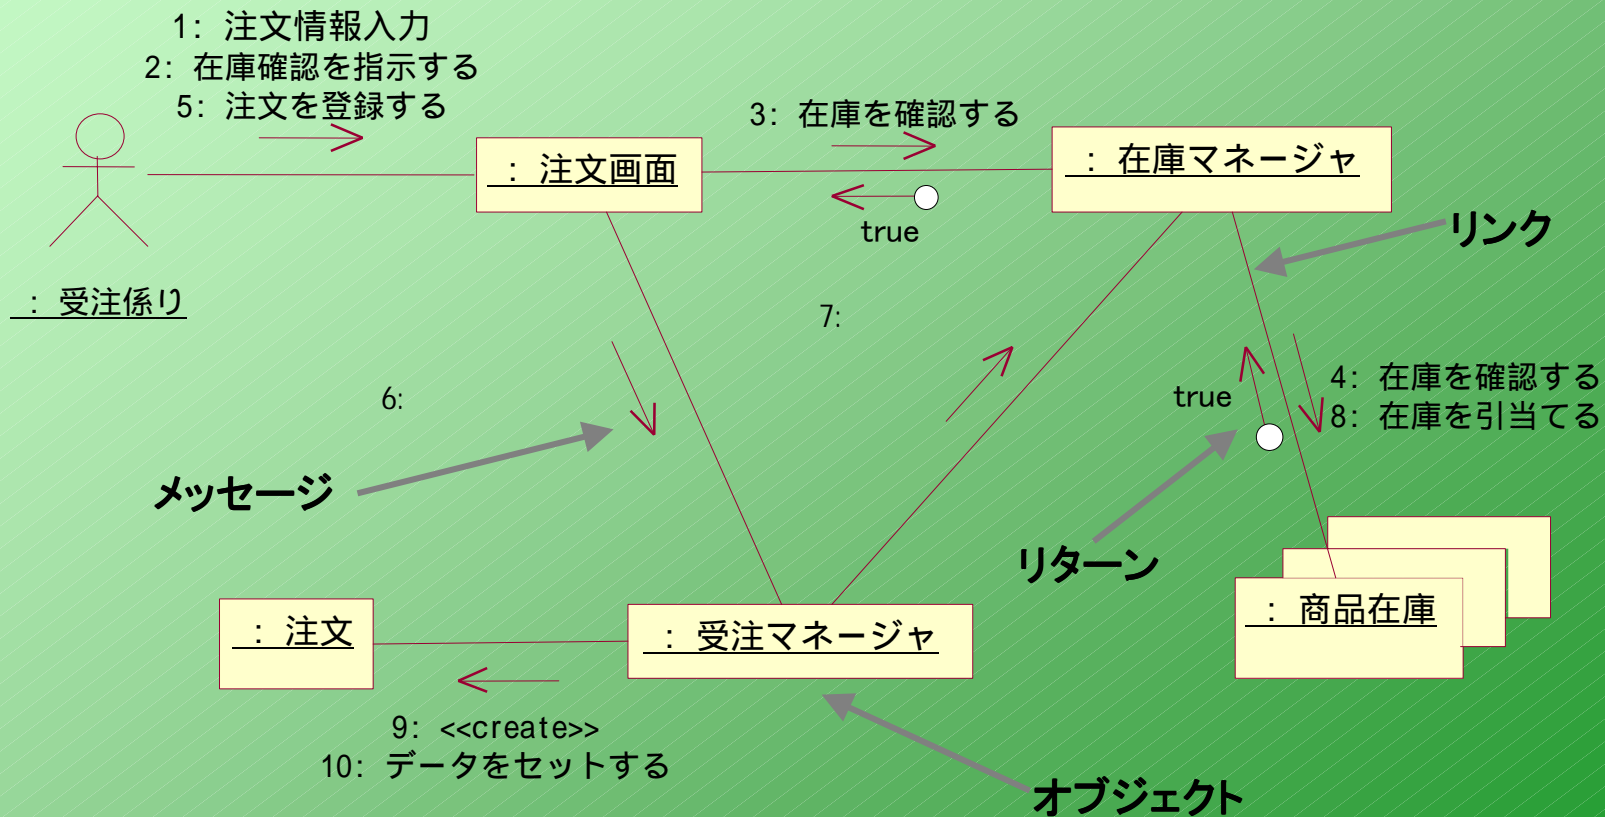 1: 注文情報入力
2: 在庫確認を指示する
5: 注文を登録する
3: 在庫を確認する
: 注文画面
: 在庫マネージャ
true
リンク
: 受注係り
7:
6:
true
4: 在庫を確認する
8: 在庫を引当てる
メッセージ
リターン
: 注文
: 受注マネージャ
: 商品在庫
9: <<create>>
10: データをセットする
オブジェクト